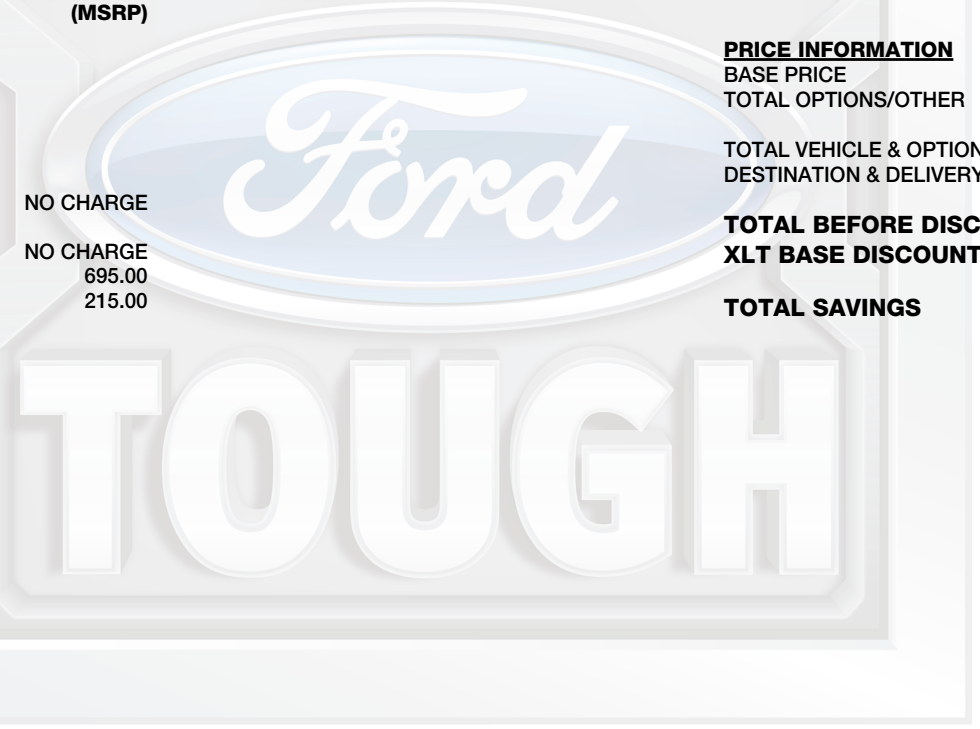 (MSRP)
NO CHARGE
NO CHARGE
695.00
215.00
PRICE INFORMATION
BASE PRICE
TOTAL OPTIONS/OTHER
TOTAL VEHICLE & OPTION
DESTINATION & DELIVERY
TOTAL BEFORE DISC
XLT BASE DISCOUNT
TOTAL SAVINGS
Ford
TOUGH